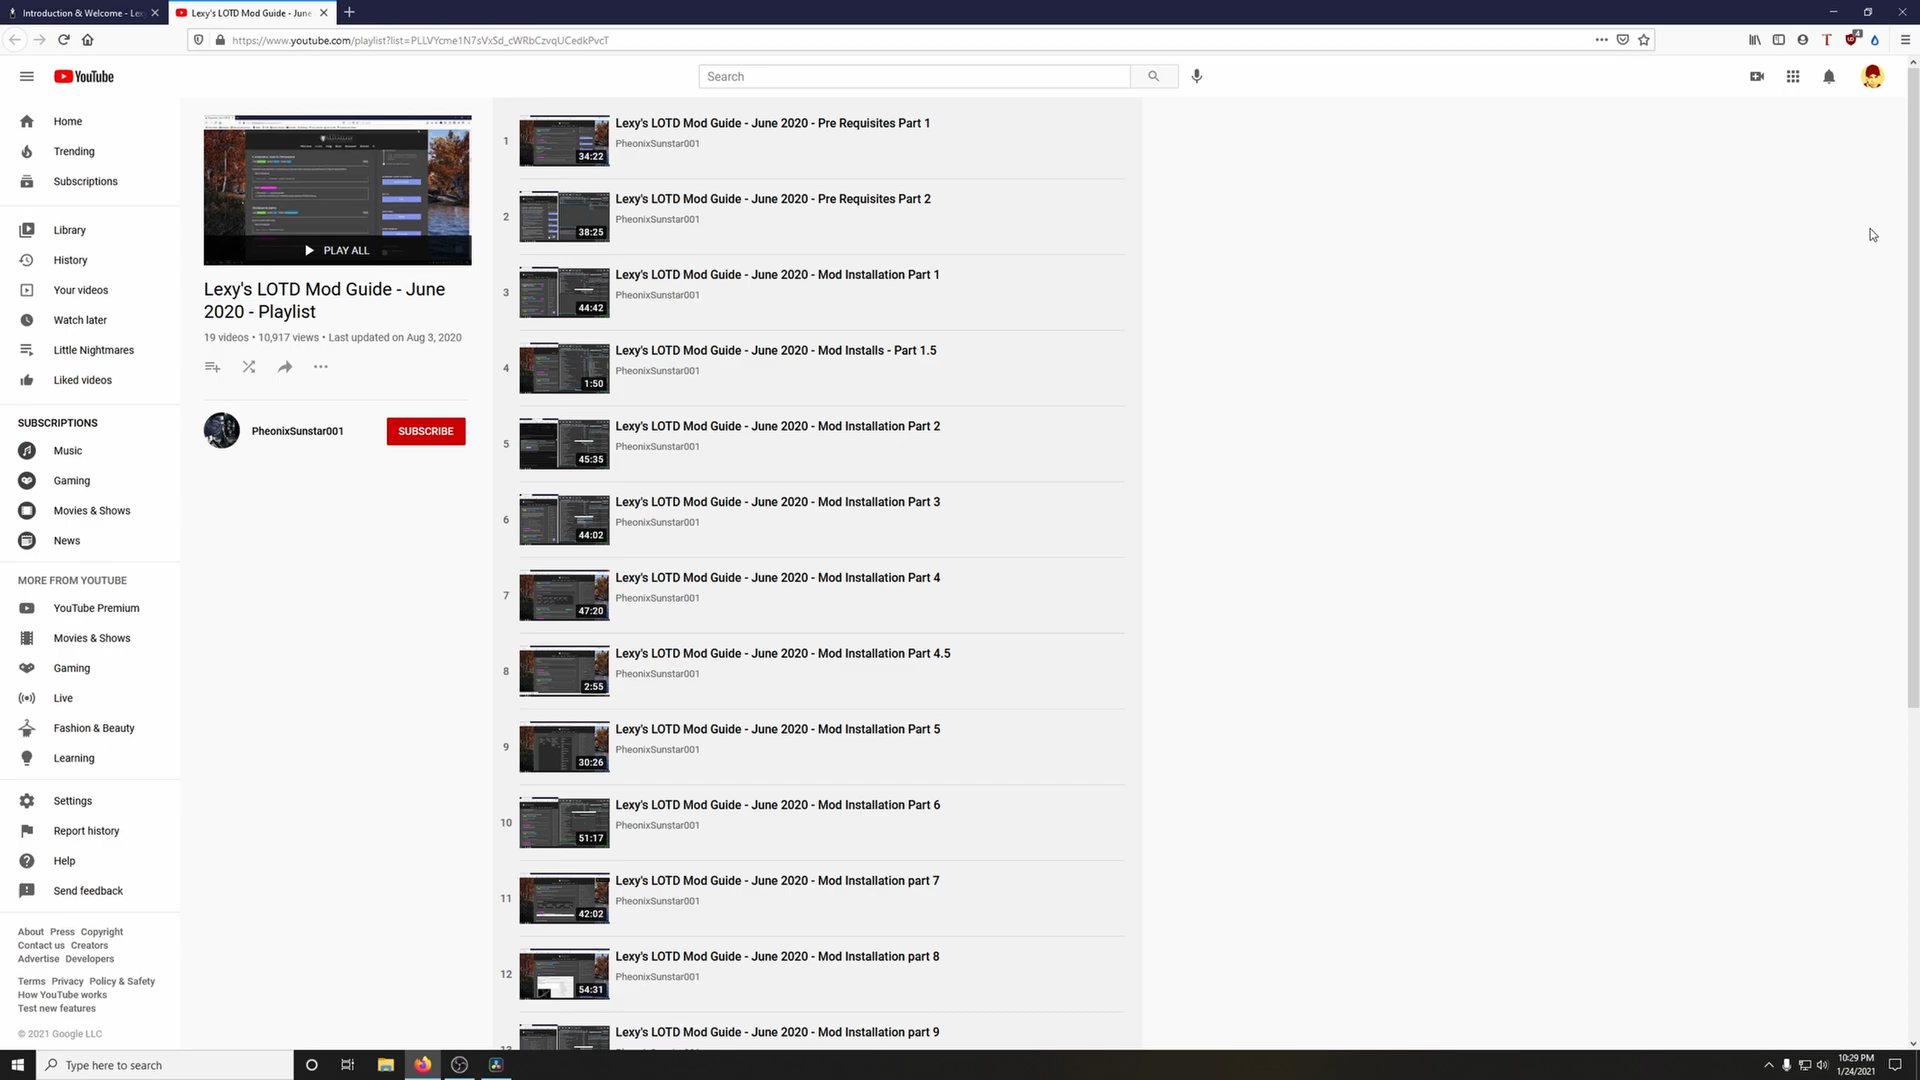 Introduction & Welcome - Lex
Lexy's LOTD Mod Guide - June
https://www.youtube.com/playlist?list=PLLVYcme1N7sVxSd_cWRbCzvqUCedkPvcT
YouTube
Search
Home
Trending
Subscriptions
Library
History
Your videos
Watch later
Little Nightmares
Liked videos
SUBSCRIPTIONS
Music
Gaming
Movies & Shows
News
MORE FROM YOUTUBE
YouTube Premium
Movies & Shows
Gaming
Live
Fashion & Beauty
Learning
Settings
Report history
Help
Send feedback
About Press Copyright
Contact us Creators
Advertise Developers
Terms Privacy Policy & Safety
How YouTube works
Test new features
© 2021 Google LLC
PLAY ALL
Lexy's LOTD Mod Guide - June
2020 - Playlist
19 videos • 10,917 views • Last updated on Aug 3, 2020
PheonixSunstar001
SUBSCRIBE
1
34:22
Lexy's LOTD Mod Guide - June 2020 - Pre Requisites Part 1
PheonixSunstar001
2
38:25
Lexy's LOTD Mod Guide - June 2020 - Pre Requisites Part 2
PheonixSunstar001
3
44:42
Lexy's LOTD Mod Guide - June 2020 - Mod Installation Part 1
PheonixSunstar001
4
1:50
Lexy's LOTD Mod Guide - June 2020 - Mod Installs - Part 1.5
PheonixSunstar001
5
45:35
Lexy's LOTD Mod Guide - June 2020 - Mod Installation Part 2
PheonixSunstar001
6
44:02
Lexy's LOTD Mod Guide - June 2020 - Mod Installation Part 3
PheonixSunstar001
7
47:20
Lexy's LOTD Mod Guide - June 2020 - Mod Installation Part 4
PheonixSunstar001
8
2:55
Lexy's LOTD Mod Guide - June 2020 - Mod Installation Part 4.5
PheonixSunstar001
9
30:26
Lexy's LOTD Mod Guide - June 2020 - Mod Installation Part 5
PheonixSunstar001
10
51:17
Lexy's LOTD Mod Guide - June 2020 - Mod Installation Part 6
PheonixSunstar001
11
42:02
Lexy's LOTD Mod Guide - June 2020 - Mod Installation part 7
PheonixSunstar001
12
54:31
Lexy's LOTD Mod Guide - June 2020 - Mod Installation part 8
PheonixSunstar001
Lexy's LOTD Mod Guide - June 2020 - Mod Installation part 9
Type here to search
10:29 PM
1/24/2021